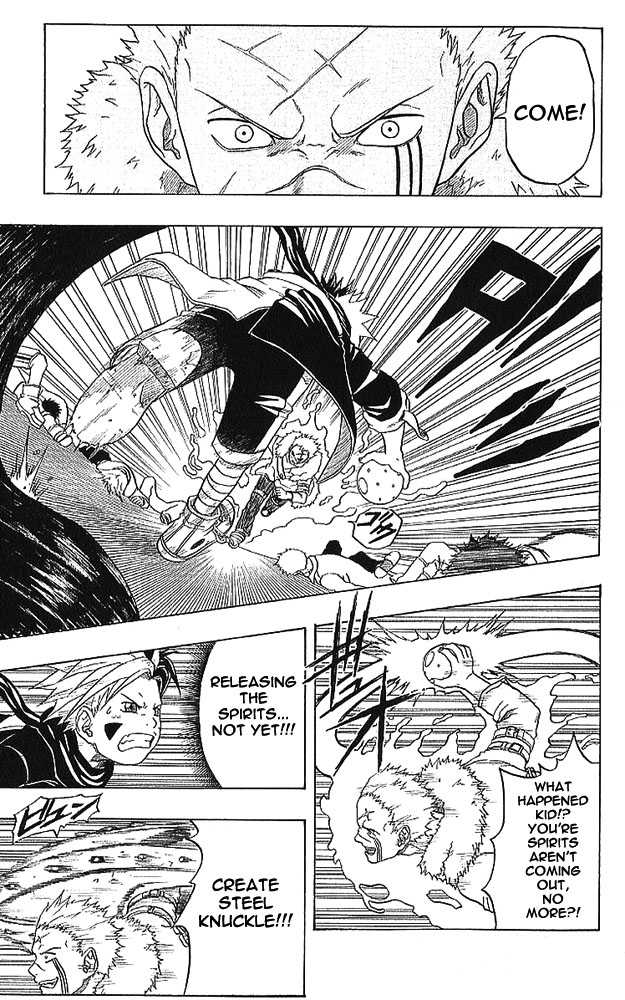 COME!
WHAT
HAPPENED
KID!?
YOU'RE
SPIRITS
AREN'T
COMING
OUT,
NO
MORE?!
RELEASING
THE
SPIRITS...
NOT YET!!!
CREATE
STEEL
KNUCKLE!!!